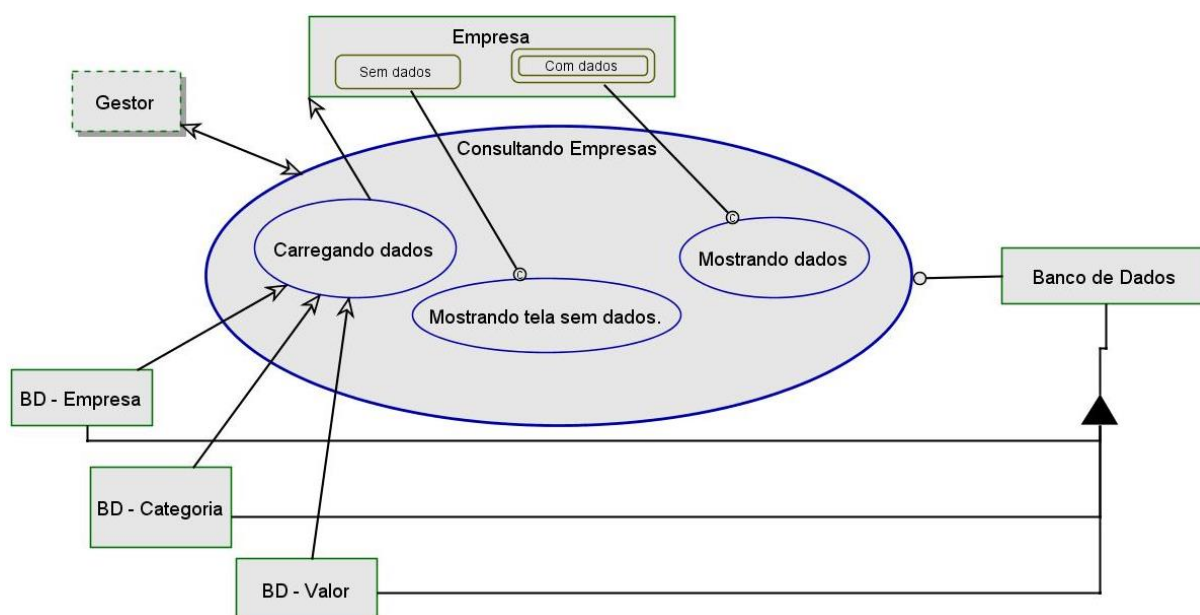 Empresa
Sem dados
Com dados
Gestor
Consultando Empresas
Carregando dados
Mostrando dados
Mostrando tela sem dados.
Banco de Dados
BD - Empresa
BD - Categoria
BD - Valor
C
C